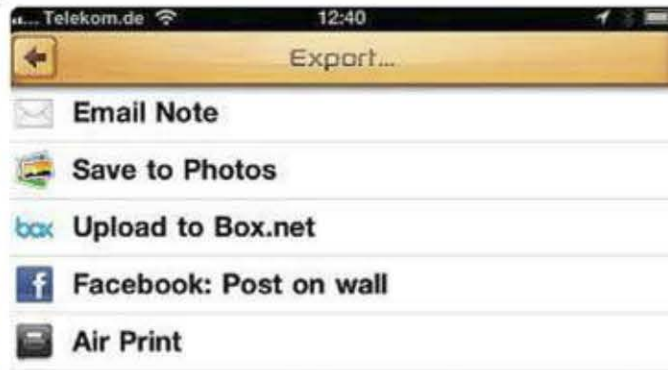 ... Telekom.de 12:40
Export...
Email Note
Save to Photos
box Upload to Box.net
f Facebook: Post on wall
Air Print